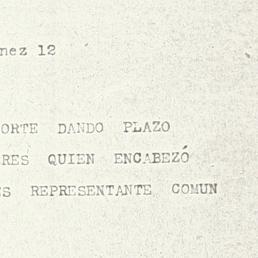 nez 12
ORTE DANDO PLAZO
RES QUIEN ENCABEZÓ
S REPRESENTANTE COMUN